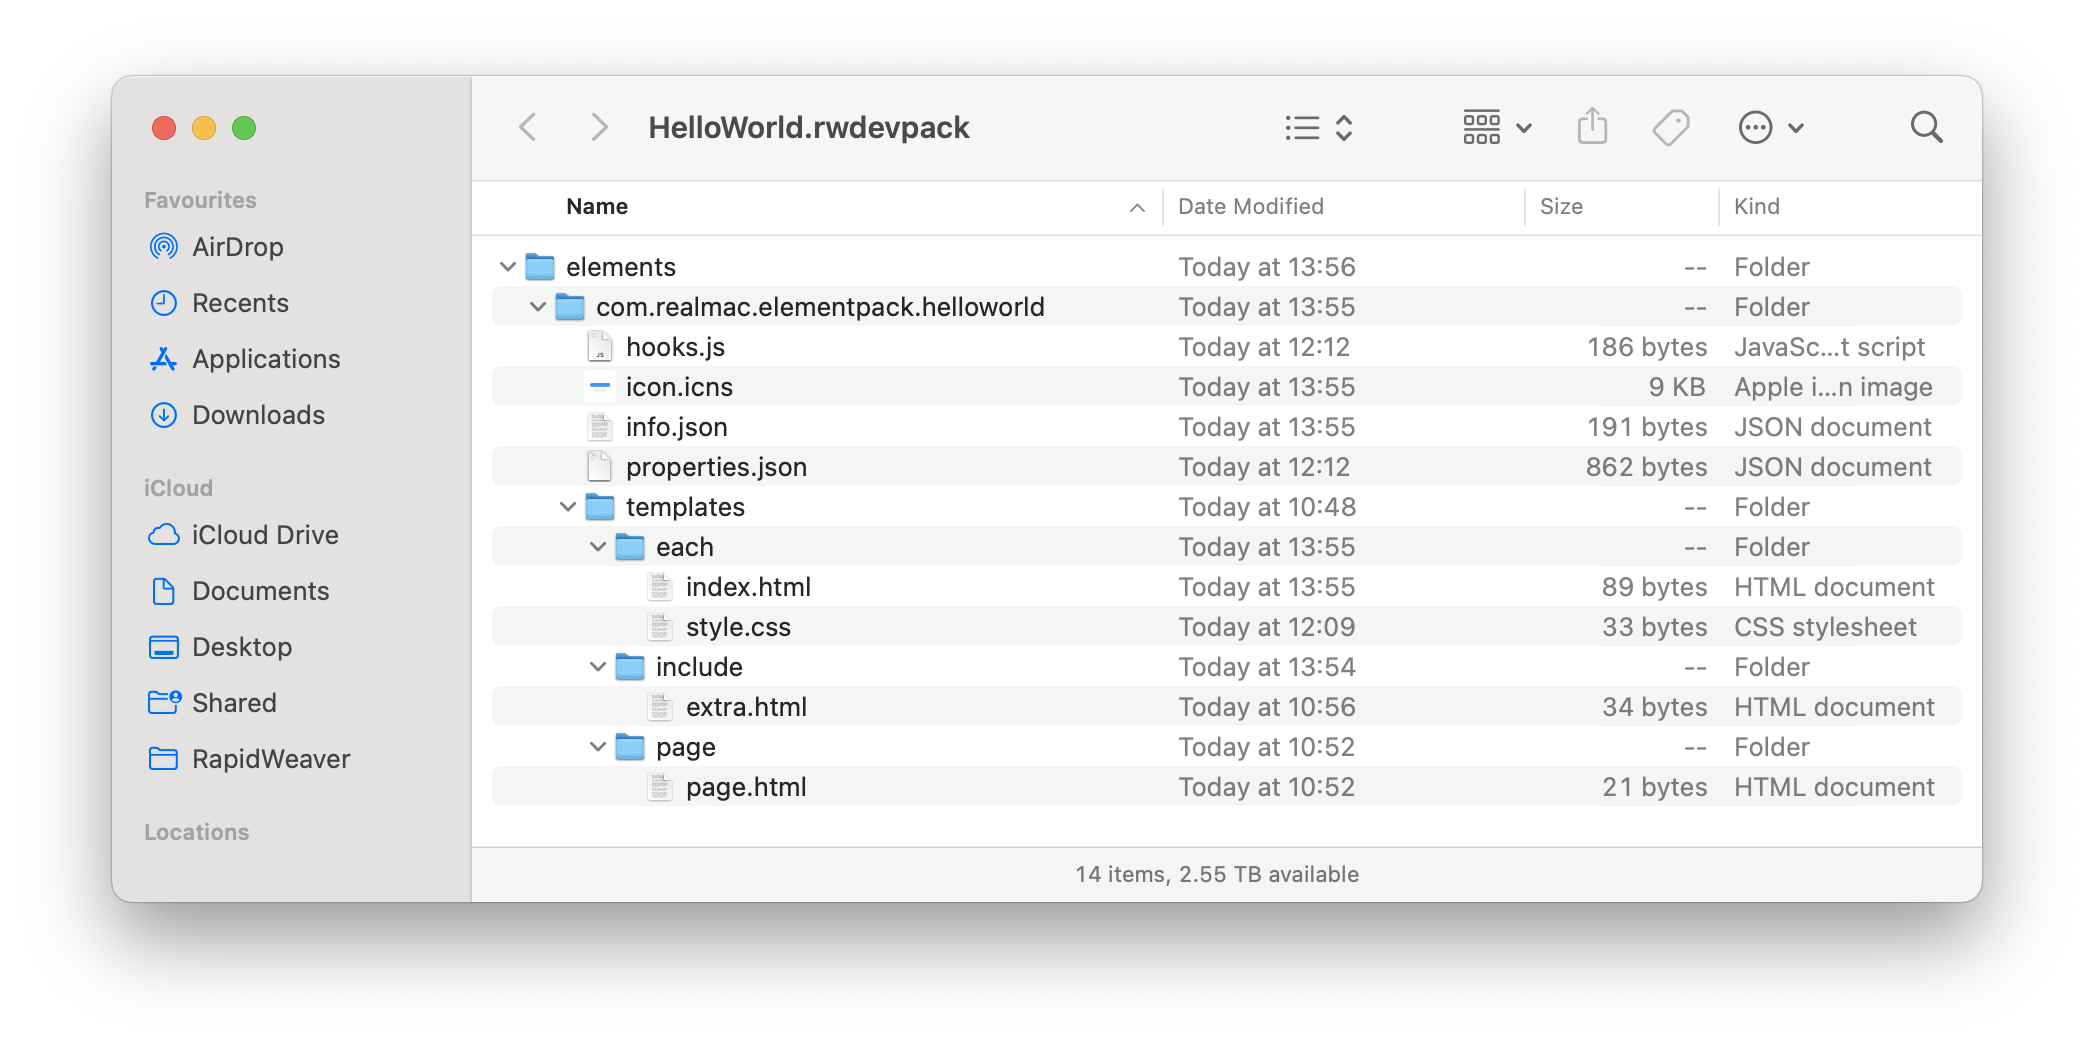 HelloWorld.rwdevpack
Favourites
AirDrop
Recents
Applications
Downloads
iCloud
iCloud Drive
Documents
Desktop
Shared
RapidWeaver
Locations
Name Date Modified Size Kind
elements Today at 13:56 -- Folder
com.realmac.elementpack.helloworld Today at 13:55 -- Folder
hooks.js Today at 12:12 186 bytes JavaSc...t script
icon.icns Today at 13:55 9 KB Apple i...n image
info.json Today at 13:55 191 bytes JSON document
properties.json Today at 12:12 862 bytes JSON document
templates Today at 10:48 -- Folder
each Today at 13:55 -- Folder
index.html Today at 13:55 89 bytes HTML document
style.css Today at 12:09 33 bytes CSS stylesheet
include Today at 13:54 -- Folder
extra.html Today at 10:56 34 bytes HTML document
page Today at 10:52 -- Folder
page.html Today at 10:52 21 bytes HTML document
14 items, 2.55 TB available